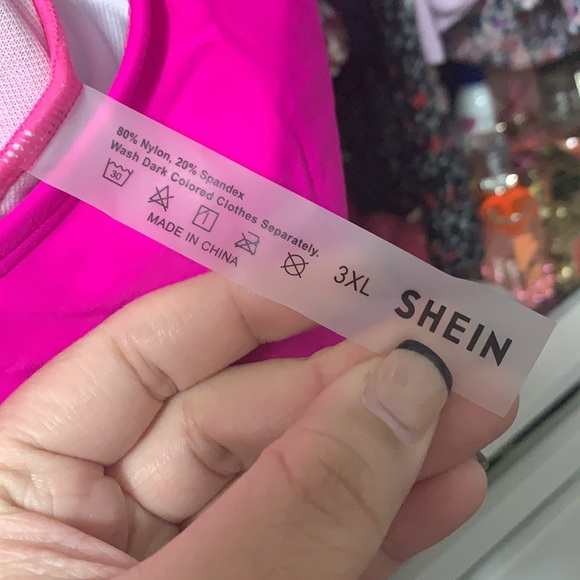 80% Nylon, 20% Spandex
Wash Dark Colored Clothes Separately.
30
MADE IN CHINA
3XL
SHEIN